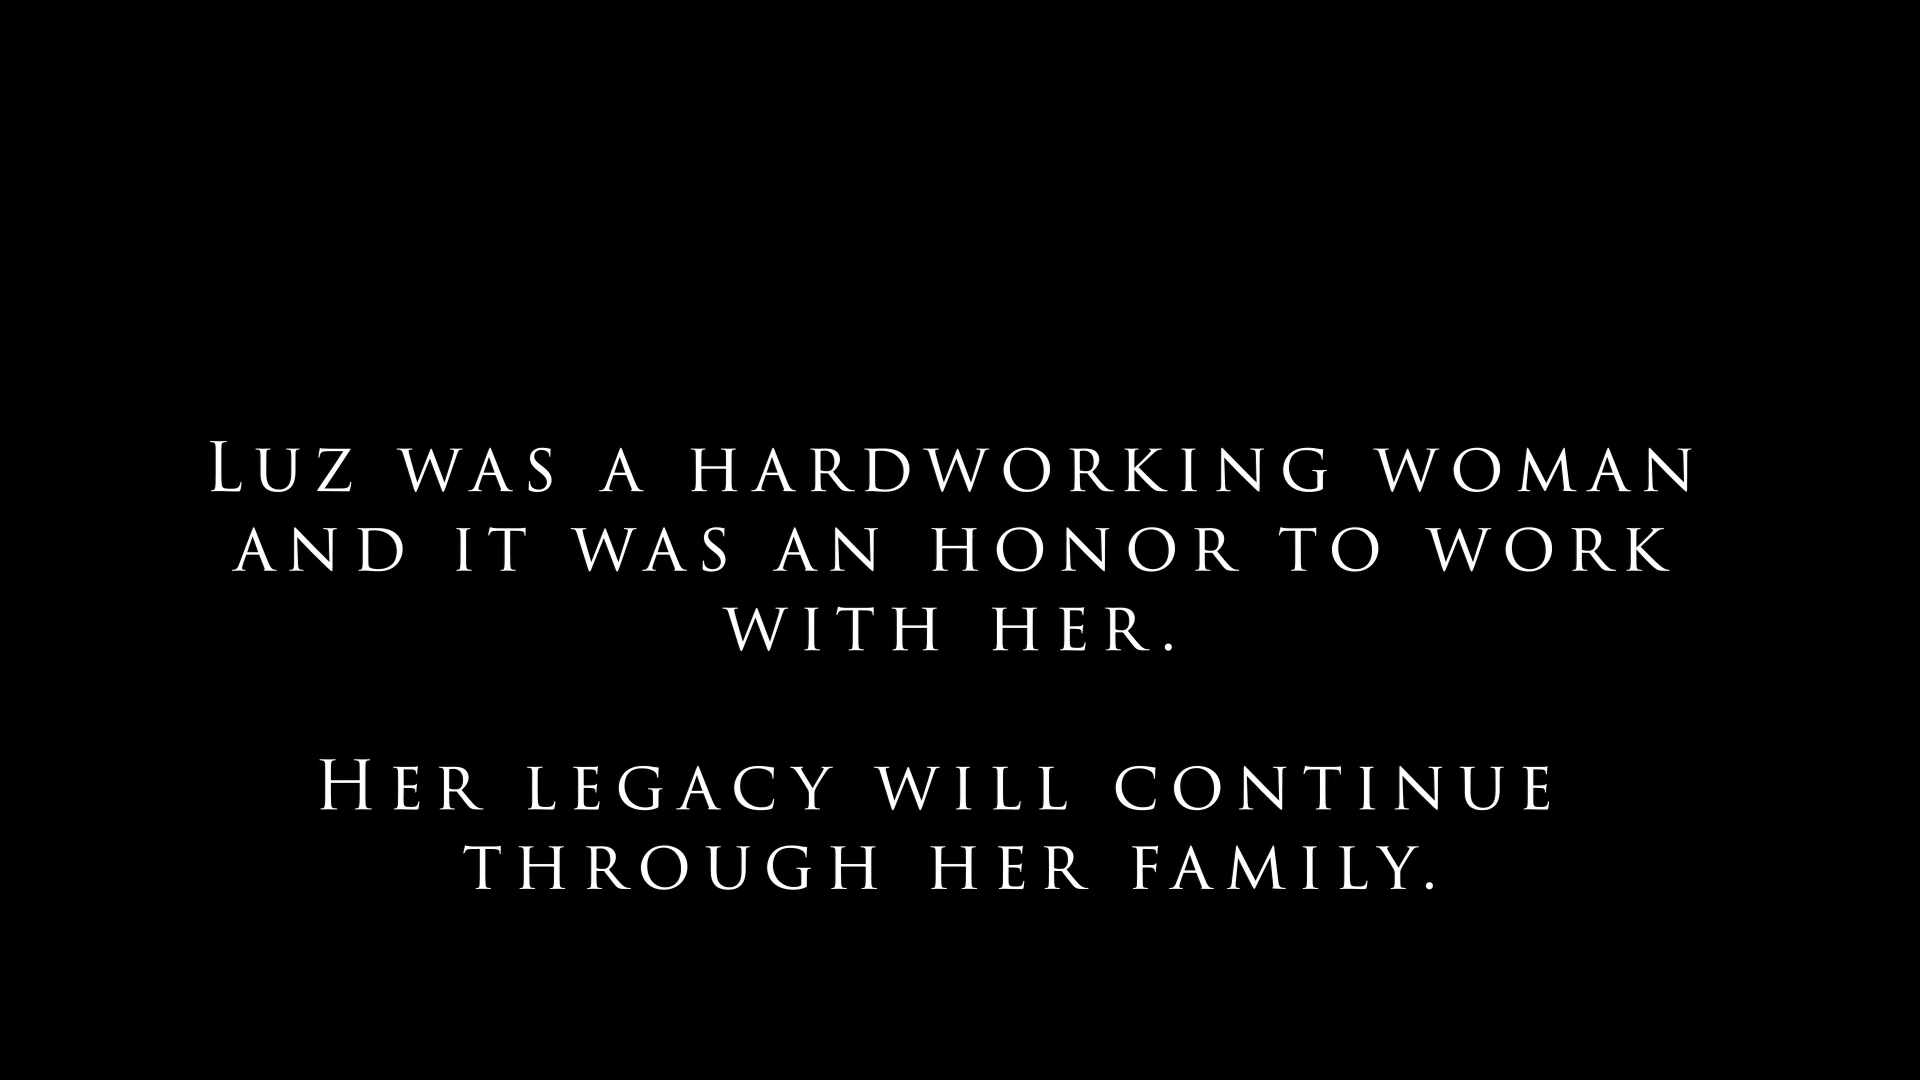 Luz was a hardworking woman
and it was an honor to work
with her.
Her legacy will continue
through her family.